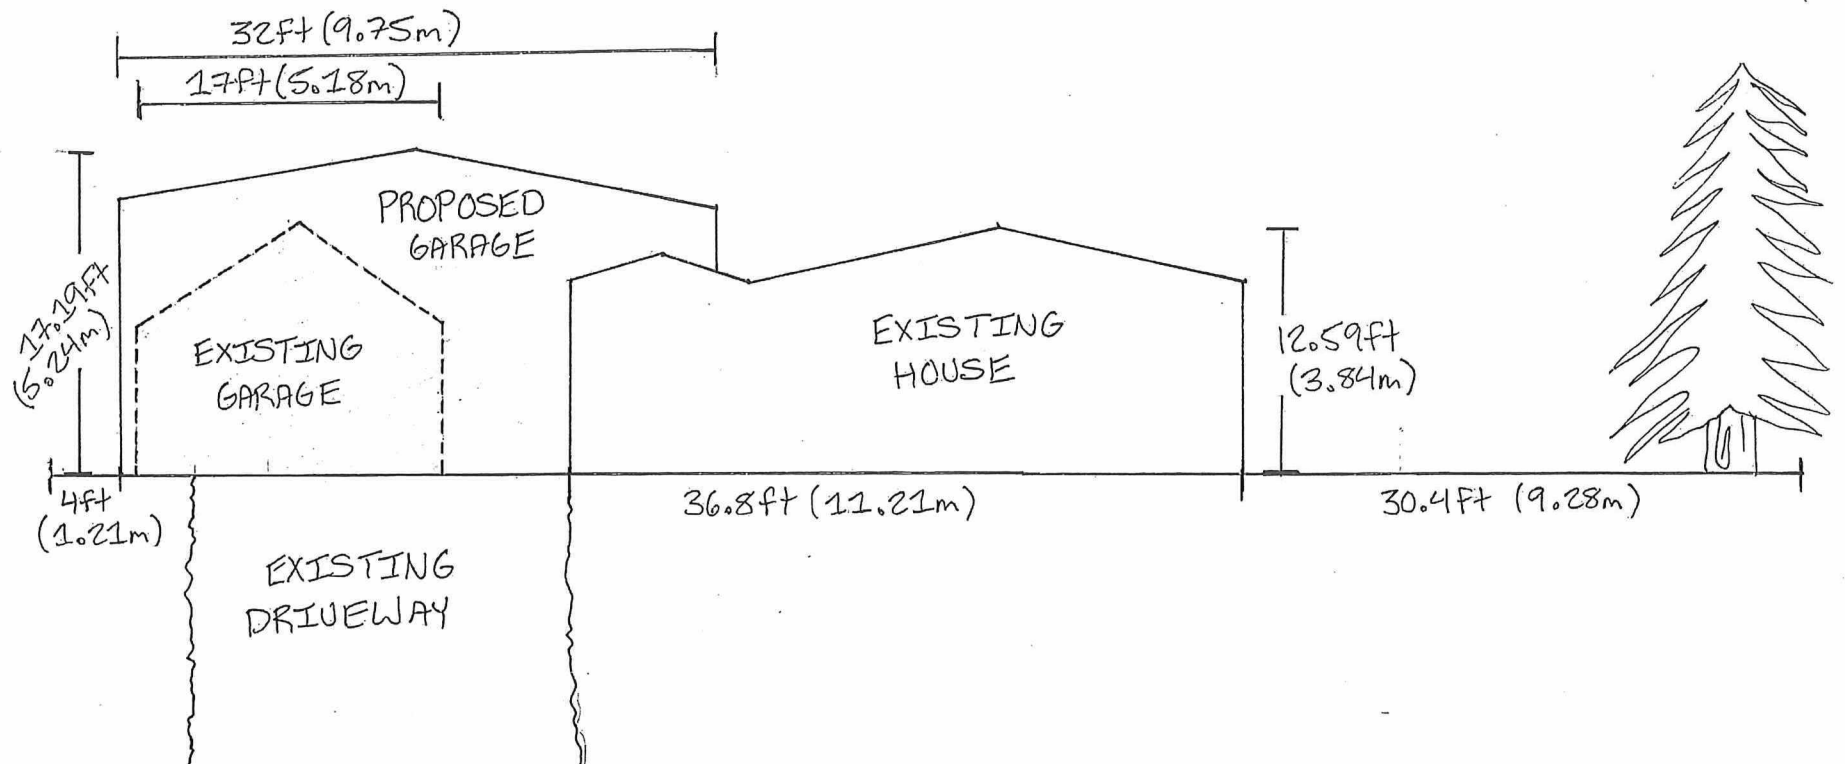 32ft (9.75m)
17ft (5.18m)
PROPOSED
GARAGE
17.19ft
(5.24m)
EXISTING
GARAGE
EXISTING
HOUSE
12.59ft
(3.84m)
4ft
(1.21m)
36.8ft (11.21m)
30.4ft (9.28m)
EXISTING
DRIVEWAY